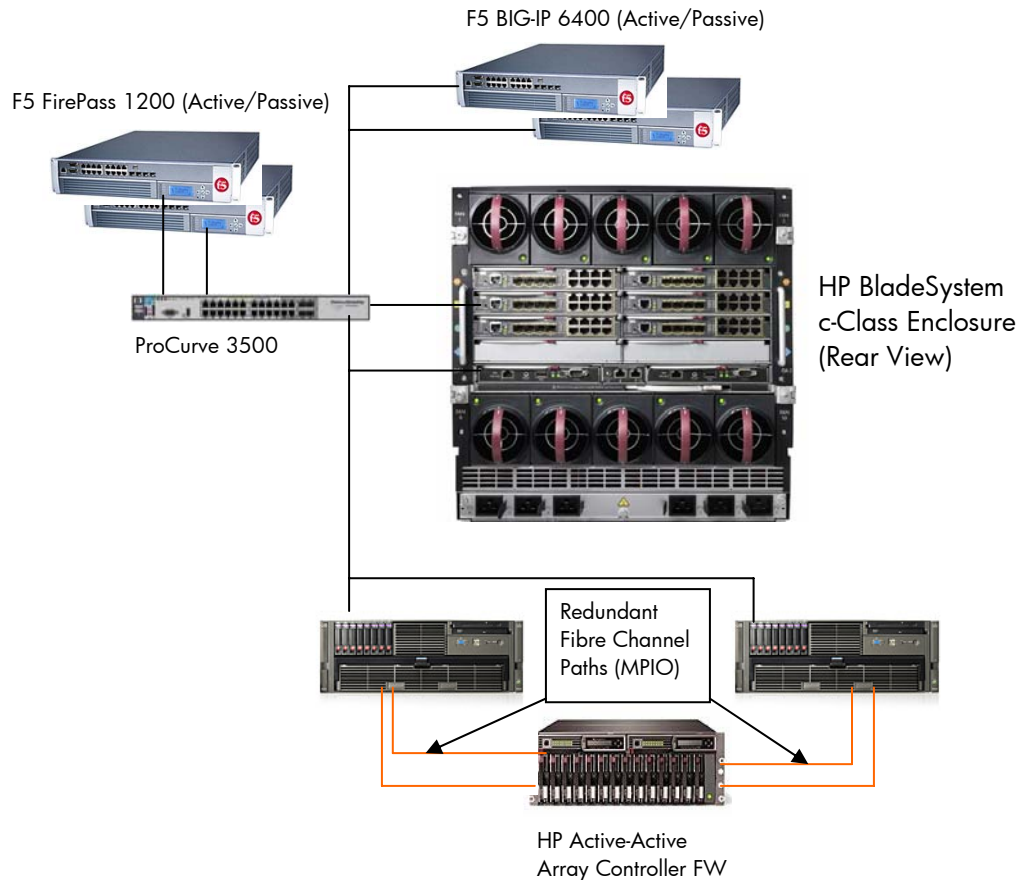 F5 BIG-IP 6400 (Active/Passive)
F5 FirePass 1200 (Active/Passive)
HP BladeSystem
c-Class Enclosure
(Rear View)
ProCurve 3500
Redundant
Fibre Channel
Paths (MPIO)
HP Active-Active
Array Controller FW